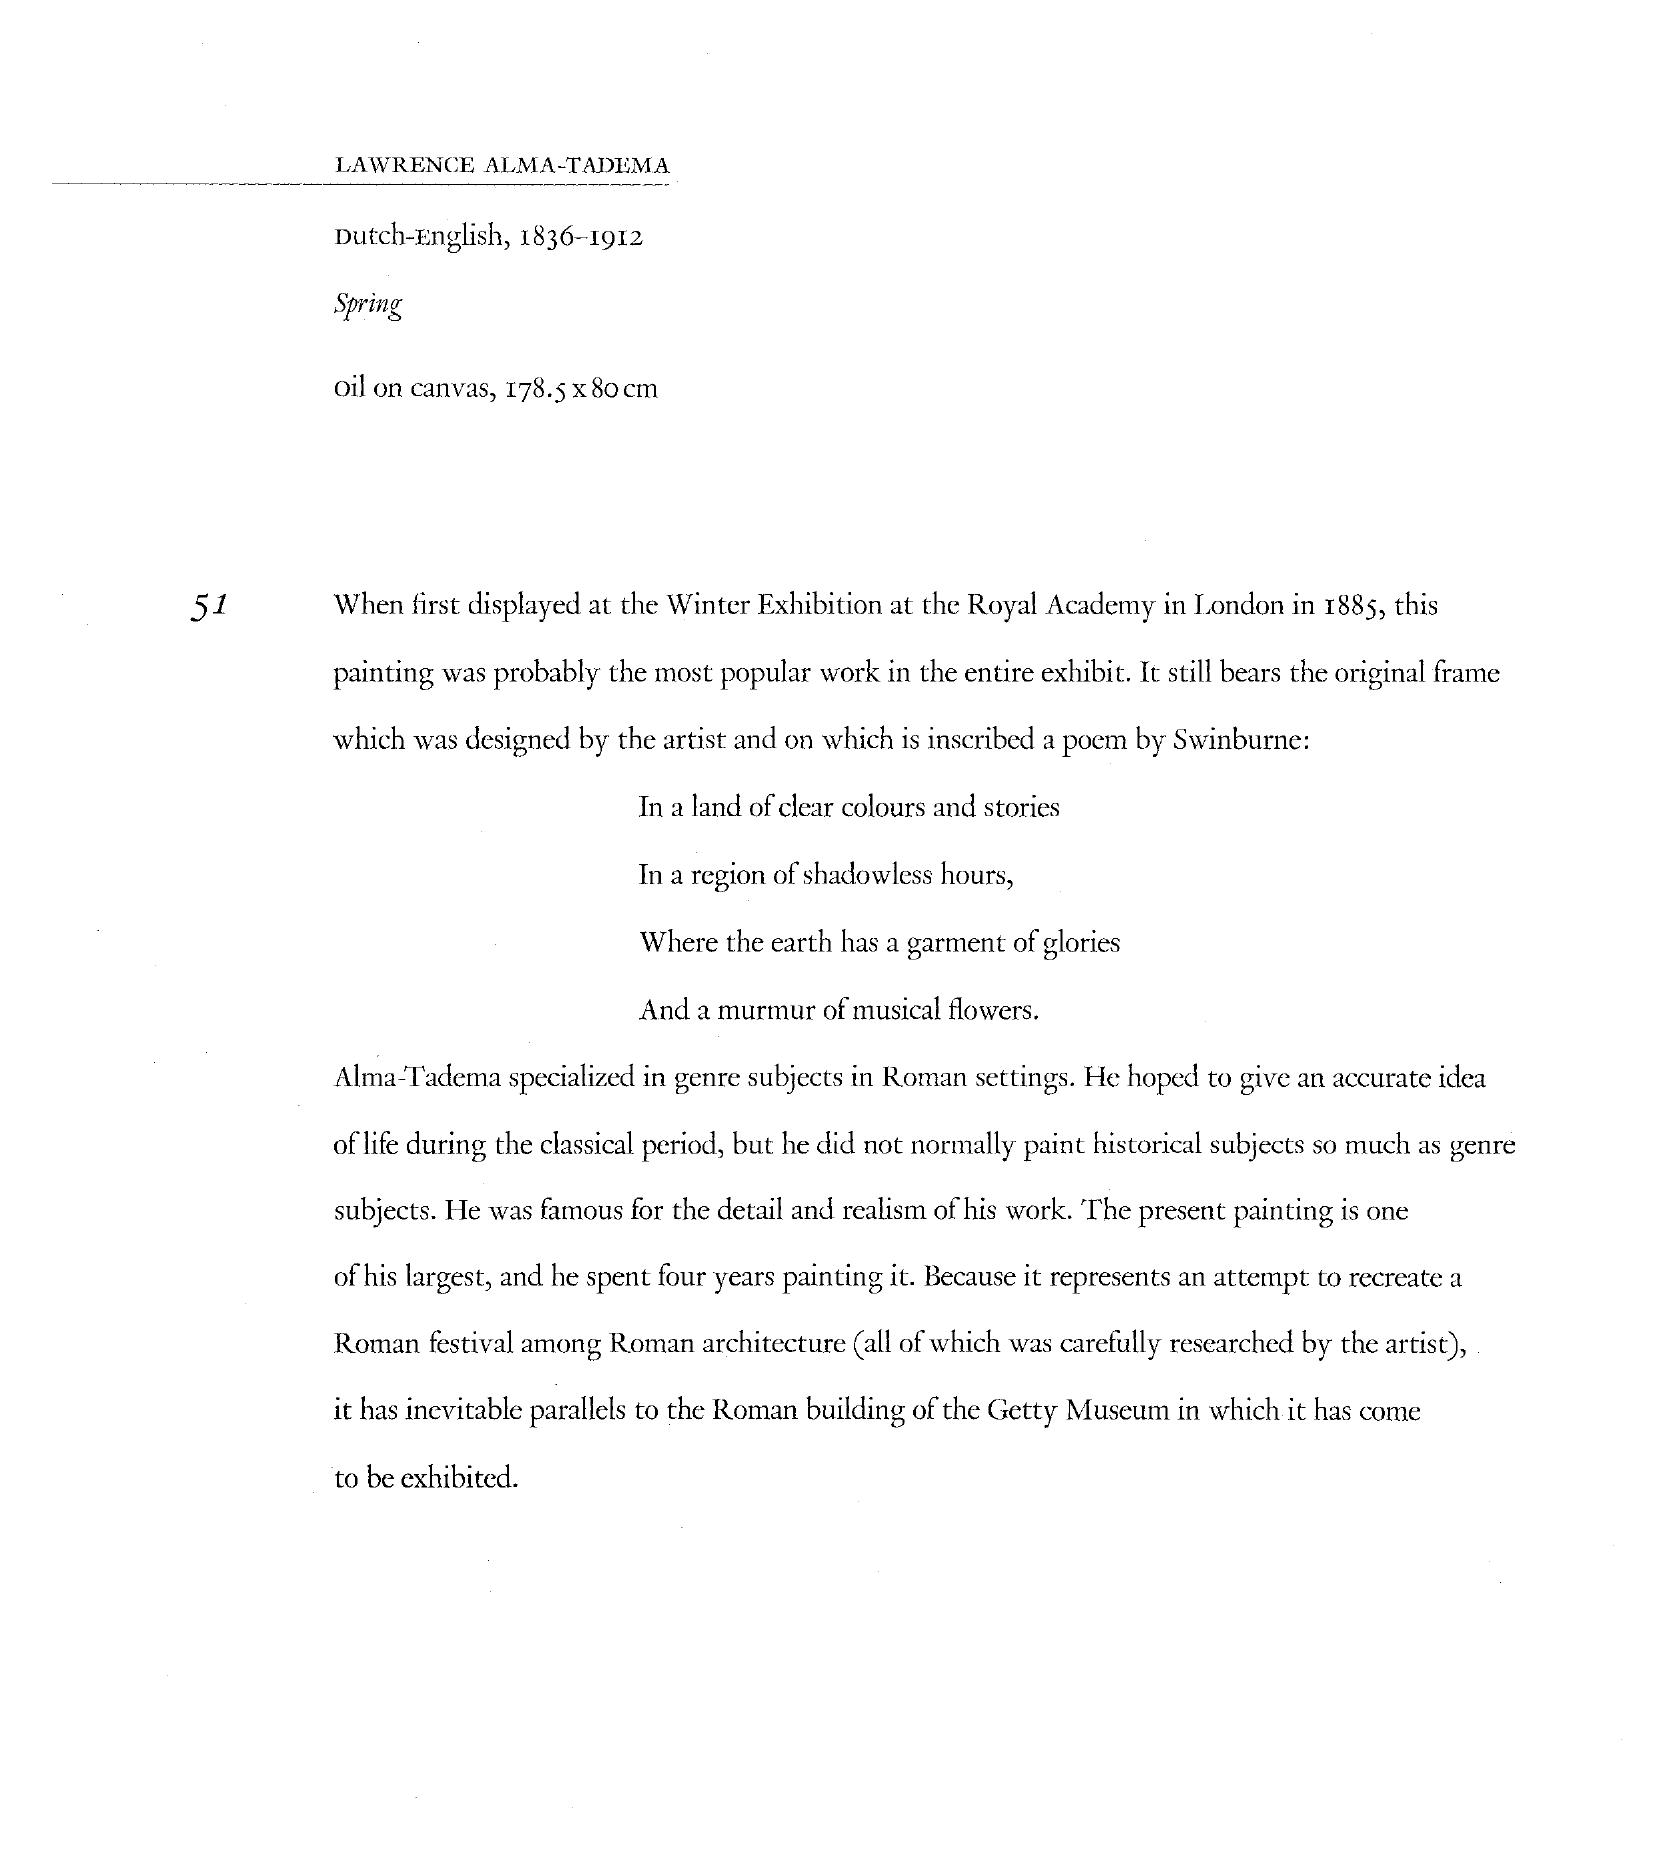 LAWRENCE ALMA-TADEMA
Dutch-English, 1836–1912
Spring
oil on canvas, 178.5 x 80 cm
51
When first displayed at the Winter Exhibition at the Royal Academy in London in 1885, this
painting was probably the most popular work in the entire exhibit. It still bears the original frame
which was designed by the artist and on which is inscribed a poem by Swinburne:
In a land of clear colours and stories
In a region of shadowless hours,
Where the earth has a garment of glories
And a murmur of musical flowers.
Alma-Tadema specialized in genre subjects in Roman settings. He hoped to give an accurate idea
of life during the classical period, but he did not normally paint historical subjects so much as genre
subjects. He was famous for the detail and realism of his work. The present painting is one
of his largest, and he spent four years painting it. Because it represents an attempt to recreate a
Roman festival among Roman architecture (all of which was carefully researched by the artist),
it has inevitable parallels to the Roman building of the Getty Museum in which it has come
to be exhibited.